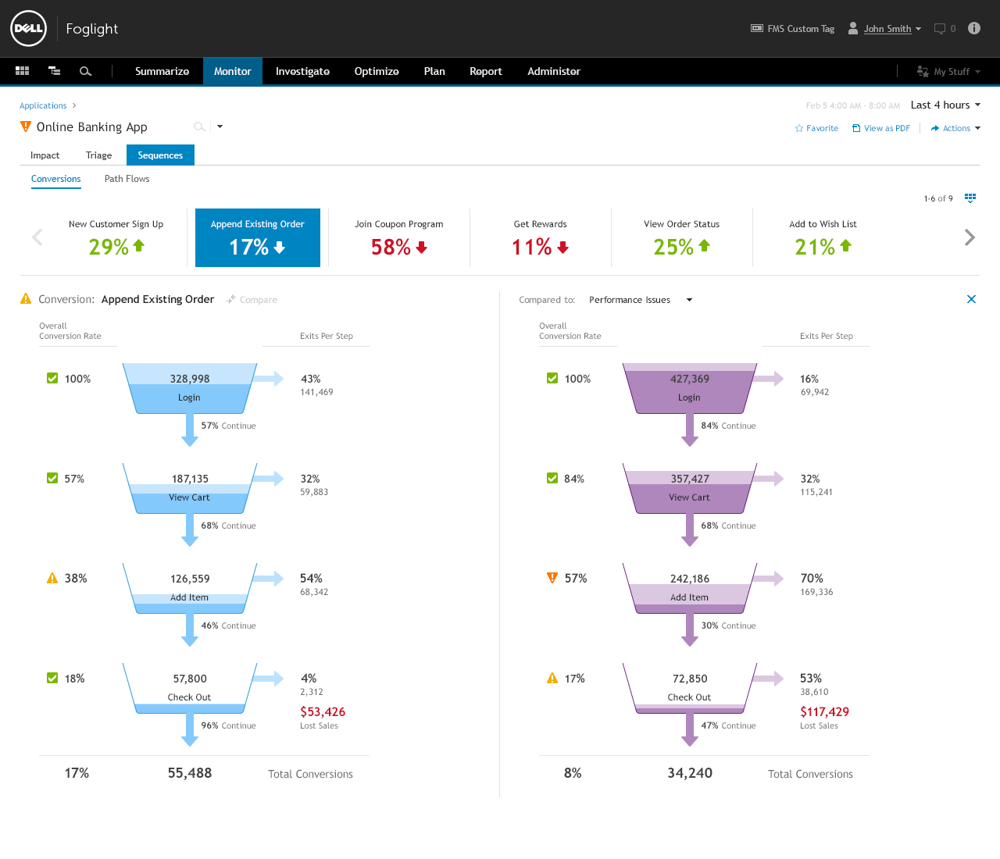 DELL Foglight
FMS Custom Tag John Smith 0
Summarize Monitor Investigate Optimize Plan Report Administer My Stuff
Applications >
Feb 5 4:00 AM - 8:00 AM Last 4 hours
Online Banking App
Favorite View as PDF Actions
Impact Triage Sequences
Conversions Path Flows
1-6 of 9
New Customer Sign Up Append Existing Order Join Coupon Program Get Rewards View Order Status Add to Wish List
29% 17% 58% 11% 25% 21%
Conversion: Append Existing Order Compare
Compared to: Performance Issues
Overall
Conversion Rate Exits Per Step
100% 328,998 43%
Login 141,469
57% Continue
57% 187,135 32%
View Cart 59,883
68% Continue
38% 126,559 54%
Add Item 68,342
46% Continue
18% 57,800 4%
Check Out 2,312
$53,426
96% Continue Lost Sales
17% 55,488 Total Conversions
Overall
Conversion Rate Exits Per Step
100% 427,369 16%
Login 69,942
84% Continue
84% 357,427 32%
View Cart 115,241
68% Continue
57% 242,186 70%
Add Item 169,336
30% Continue
17% 72,850 53%
Check Out 38,610
$117,429
47% Continue Lost Sales
8% 34,240 Total Conversions